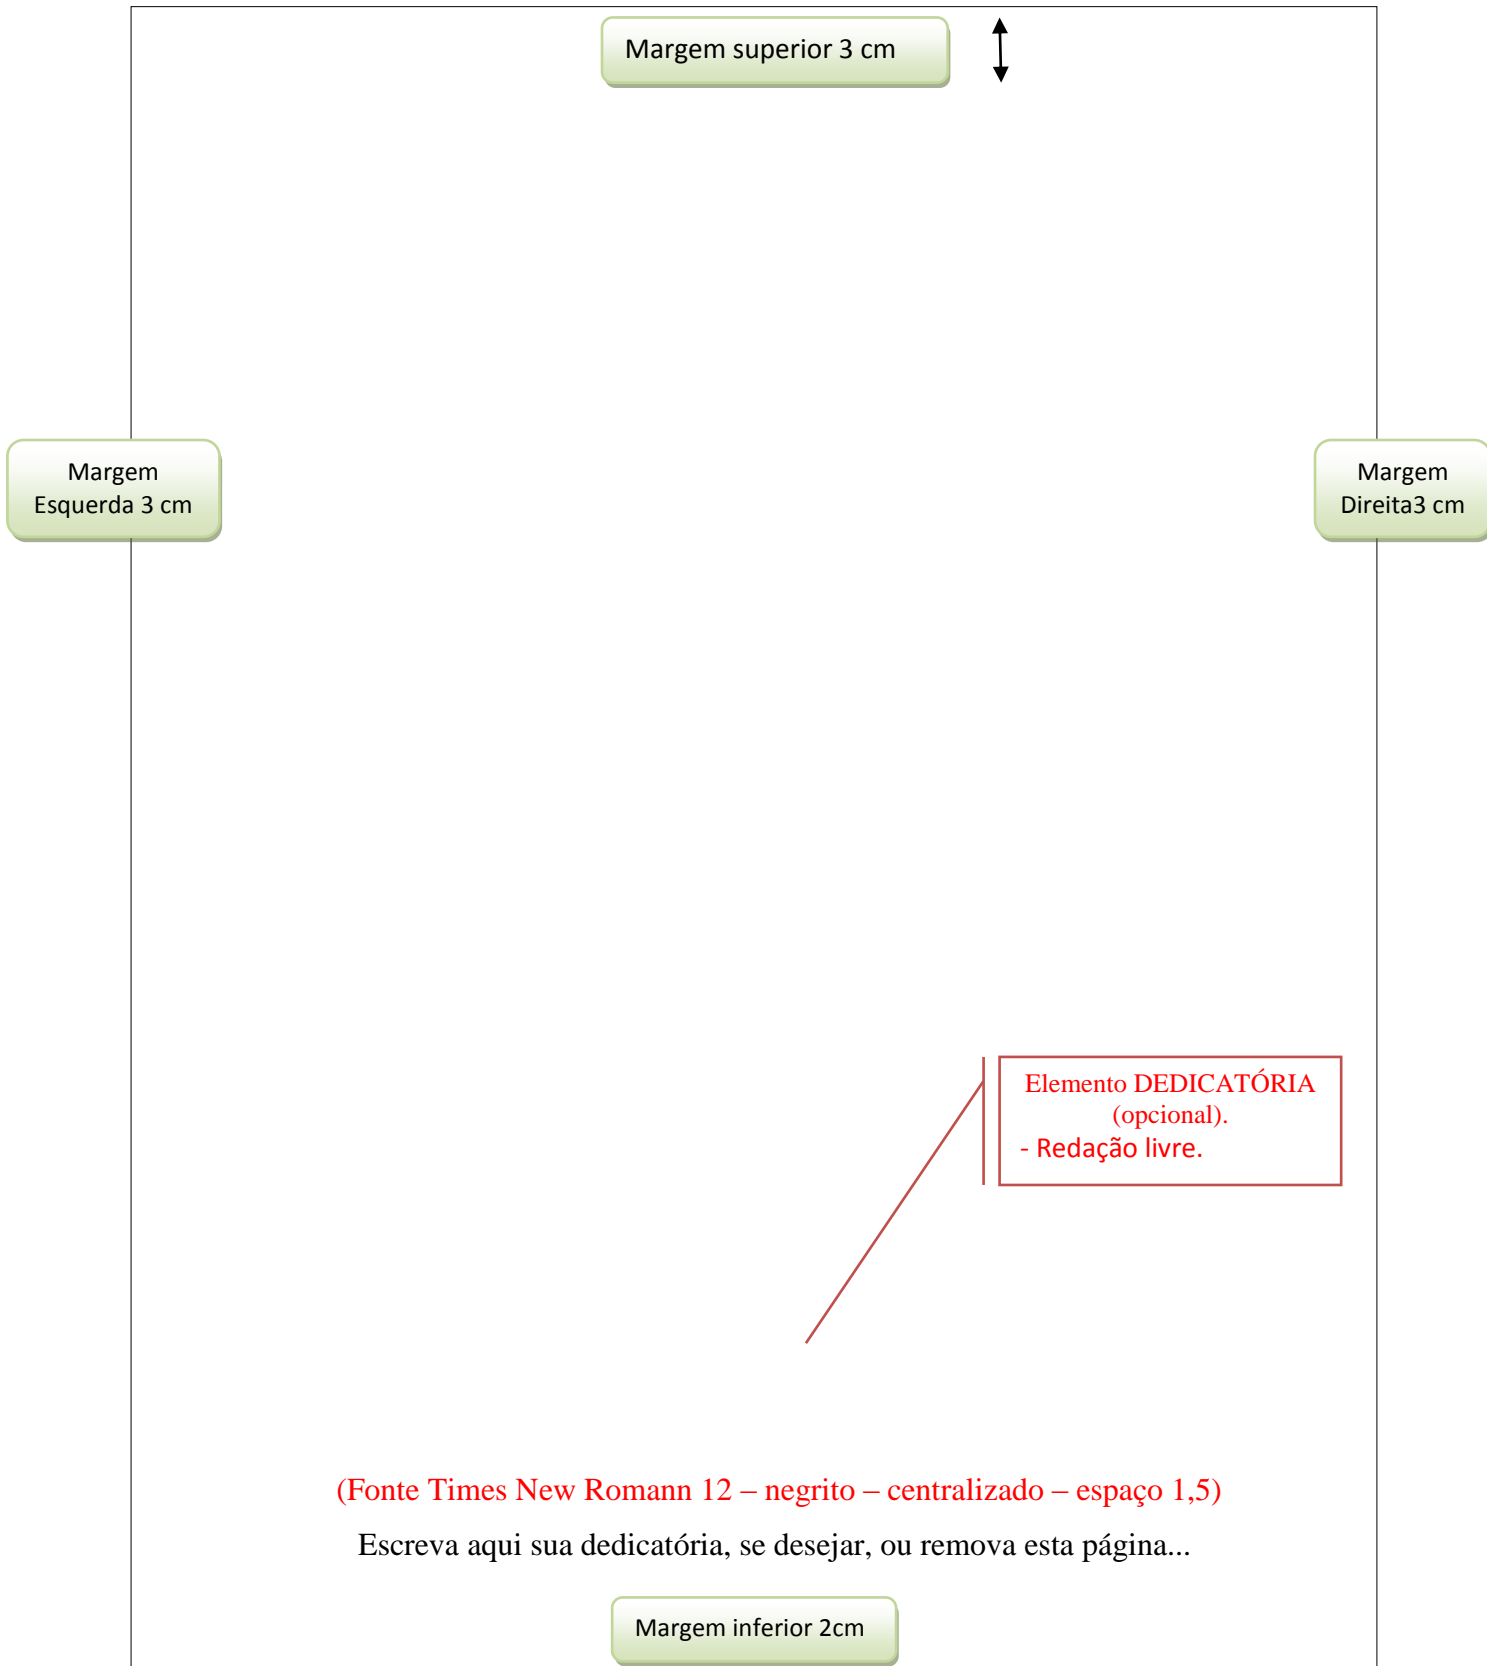 Margem superior 3 cm
Margem
Esquerda 3 cm
Margem
Direita3 cm
Elemento DEDICATÓRIA
(opcional).
- Redação livre.
(Fonte Times New Romann 12 – negrito – centralizado – espaço 1,5)
Escreva aqui sua dedicatória, se desejar, ou remova esta página...
Margem inferior 2cm